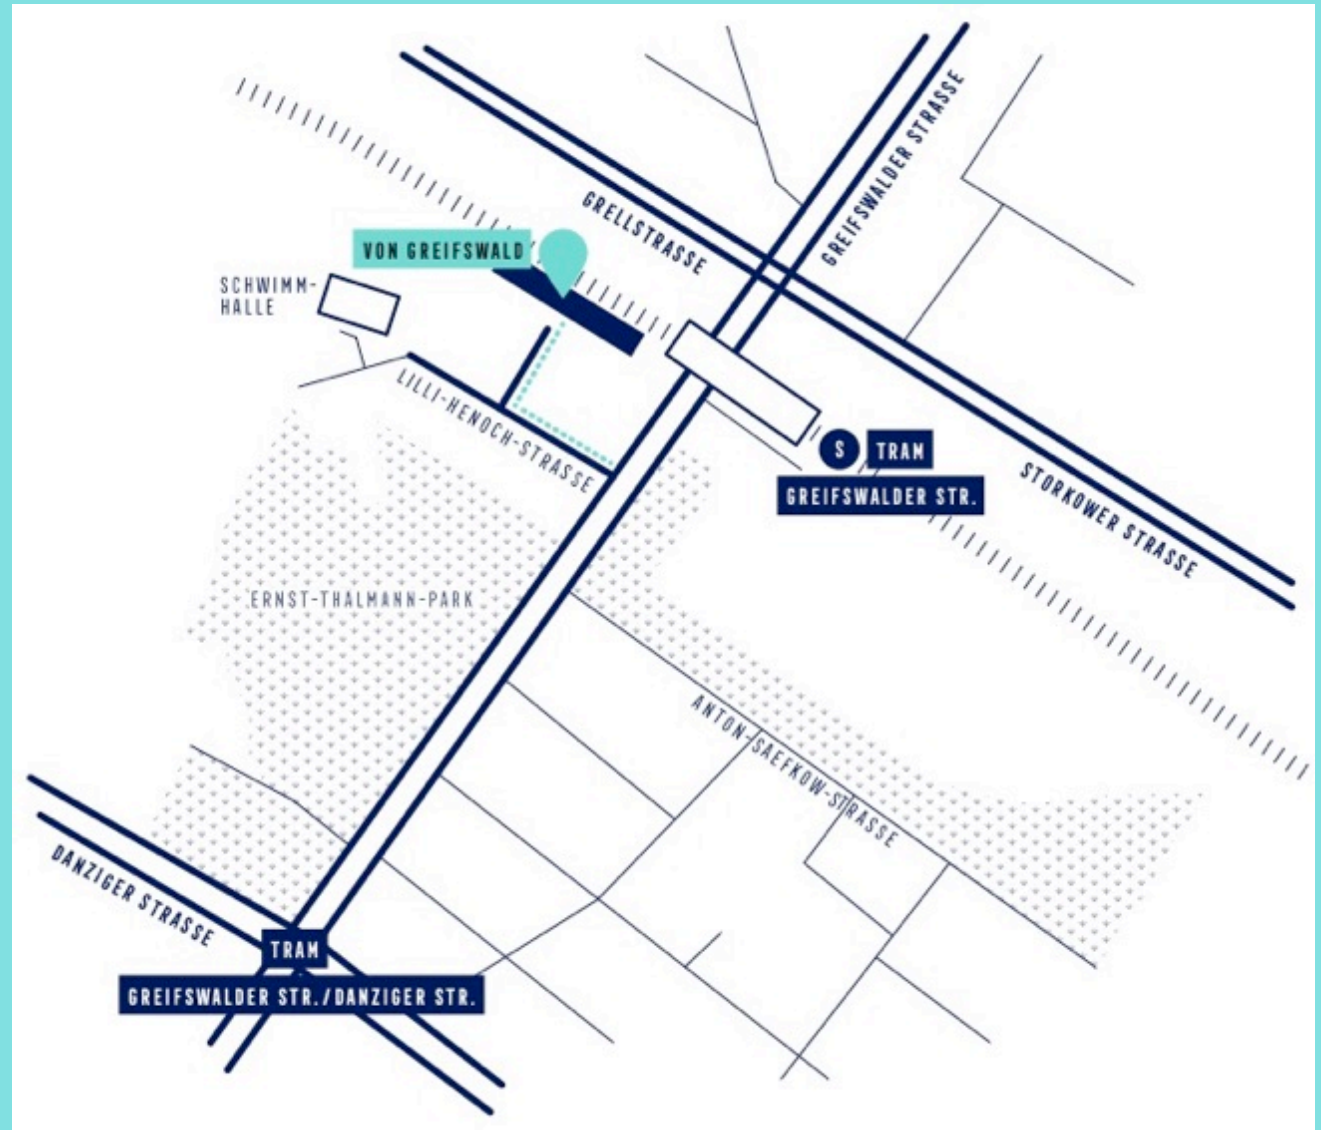 GREIFSWALDER STRASSE
GRELLSTRASSE
VON GREIFSWALD
SCHWIMM-
HALLE
LILLI-HENOCH-STRASSE
S
TRAM
GREIFSWALDER STR.
STORKOWER STRASSE
ERNST-THALMANN-PARK
ANTON-SAEFKOW-STRASSE
DANZIGER STRASSE
TRAM
GREIFSWALDER STR./DANZIGER STR.